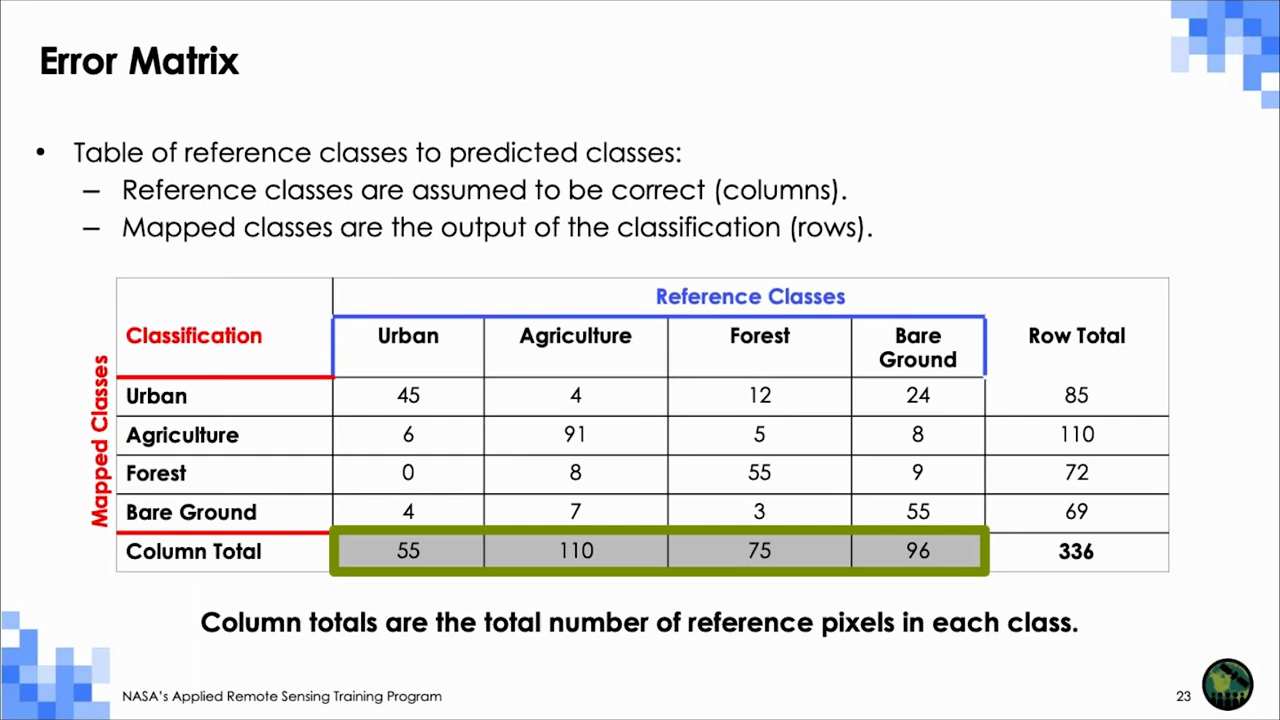 Error Matrix
• Table of reference classes to predicted classes:
– Reference classes are assumed to be correct (columns).
– Mapped classes are the output of the classification (rows).
Mapped Classes
Reference Classes
Classification Urban Agriculture Forest Bare Ground Row Total
Urban 45 4 12 24 85
Agriculture 6 91 5 8 110
Forest 0 8 55 9 72
Bare Ground 4 7 3 55 69
Column Total 55 110 75 96 336
Column totals are the total number of reference pixels in each class.
NASA's Applied Remote Sensing Training Program 23